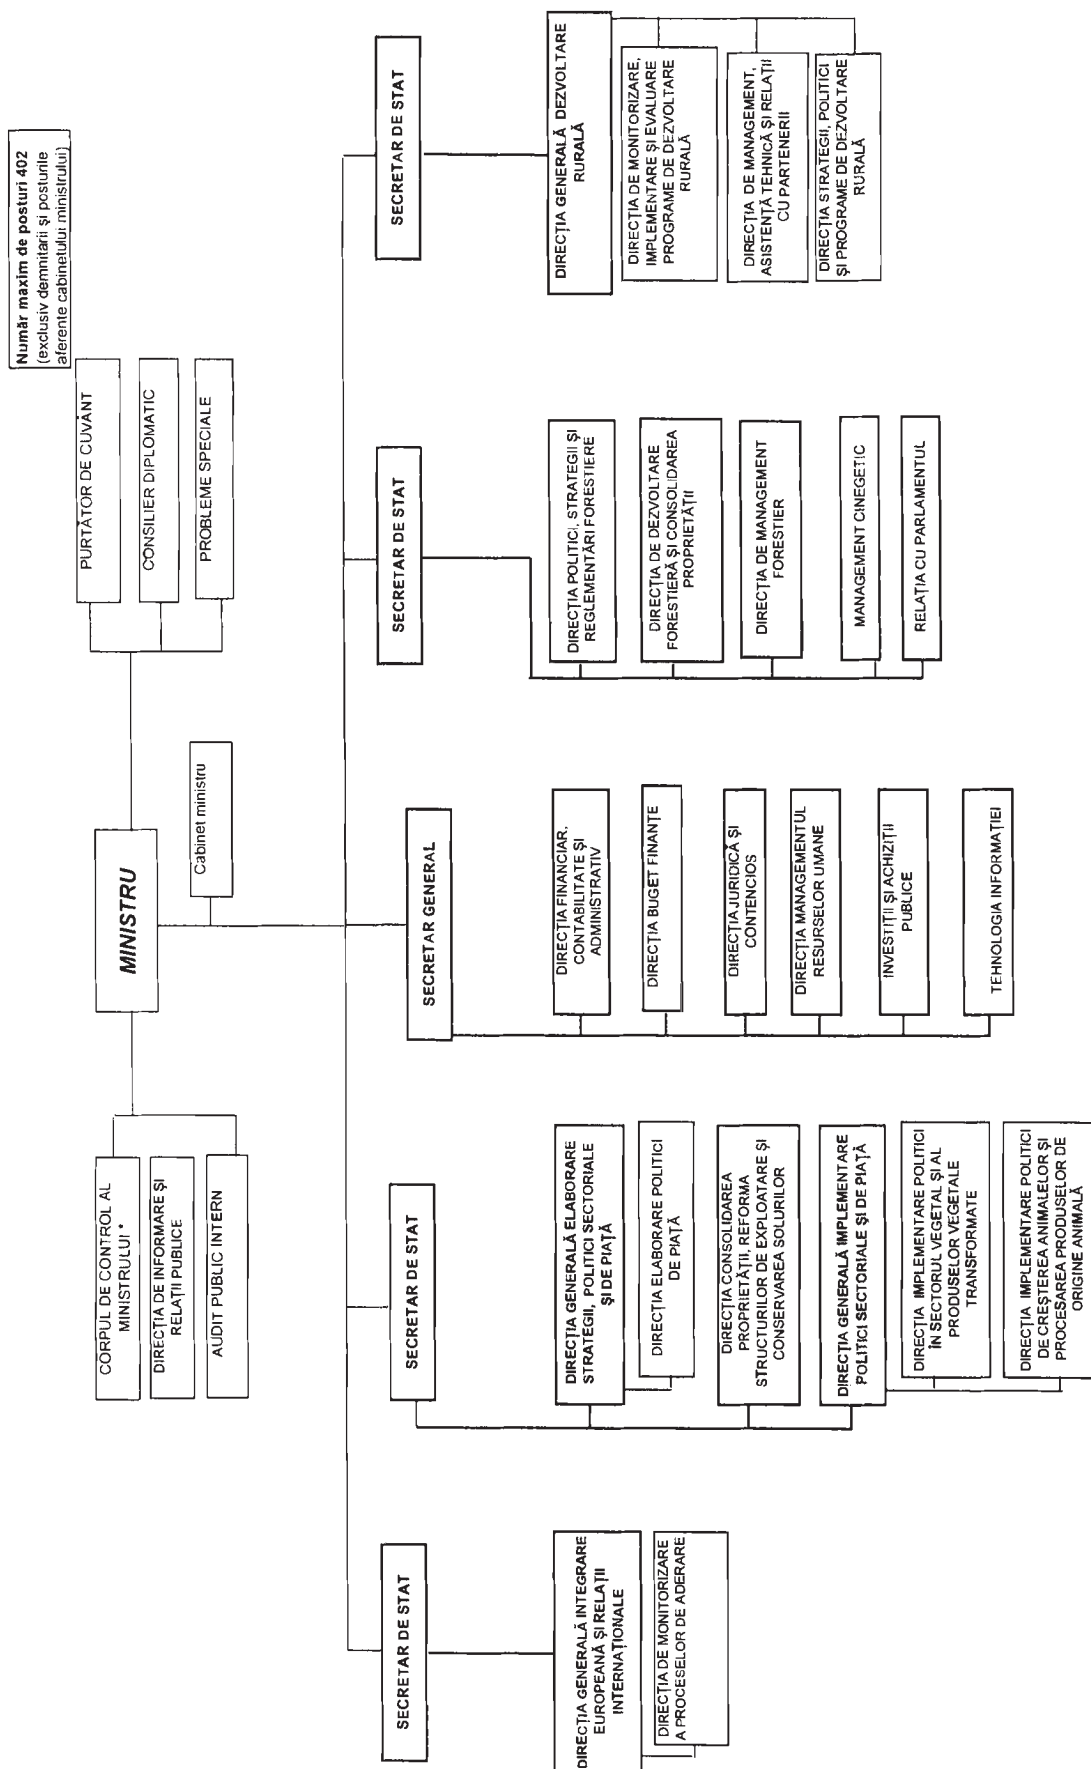 Număr maxim de posturi 402
(exclusiv demnitarii și posturile
aferente cabinetului ministrului)
MINISTRU
Cabinet ministru
CORPUL DE CONTROL AL
MINISTRULUI *
DIRECȚIA DE INFORMARE ȘI
RELAȚII PUBLICE
AUDIT PUBLIC INTERN
PURTĂTOR DE CUVÂNT
CONSILIER DIPLOMATIC
PROBLEME SPECIALE
SECRETAR DE STAT
DIRECȚIA GENERALĂ INTEGRARE
EUROPEANĂ ȘI RELAȚII
INTERNAȚIONALE
DIRECȚIA DE MONITORIZARE
A PROCESELOR DE ADERARE
SECRETAR DE STAT
DIRECȚIA GENERALĂ ELABORARE
STRATEGII, POLITICI SECTORIALE
ȘI DE PIAȚĂ
DIRECȚIA ELABORARE POLITICI
DE PIAȚĂ
DIRECȚIA CONSOLIDAREA
PROPRIETĂȚII, REFORMA
STRUCTURILOR DE EXPLOATARE ȘI
CONSERVAREA SOLURILOR
DIRECȚIA GENERALĂ IMPLEMENTARE
POLITICI SECTORIALE ȘI DE PIAȚĂ
DIRECȚIA IMPLEMENTARE POLITICI
ÎN SECTORUL VEGETAL ȘI AL
PRODUSELOR VEGETALE
TRANSFORMATE
DIRECȚIA IMPLEMENTARE POLITICI
DE CREȘTEREA ANIMALELOR ȘI
PROCESAREA PRODUSELOR DE
ORIGINE ANIMALĂ
SECRETAR GENERAL
DIRECȚIA FINANCIAR,
CONTABILITATE ȘI
ADMINISTRATIV
DIRECȚIA BUGET FINANȚE
DIRECȚIA JURIDICĂ ȘI
CONTENCIOS
DIRECȚIA MANAGEMENTUL
RESURSELOR UMANE
INVESTIȚII ȘI ACHIZIȚII
PUBLICE
TEHNOLOGIA INFORMAȚIEI
SECRETAR DE STAT
DIRECȚIA POLITICI, STRATEGII ȘI
REGLEMENTĂRI FORESTIERE
DIRECȚIA DE DEZVOLTARE
FORESTIERĂ ȘI CONSOLIDAREA
PROPRIETĂȚII
DIRECȚIA DE MANAGEMENT
FORESTIER
MANAGEMENT CINEGETIC
RELAȚIA CU PARLAMENTUL
SECRETAR DE STAT
DIRECȚIA GENERALĂ DEZVOLTARE
RURALĂ
DIRECȚIA DE MONITORIZARE,
IMPLEMENTARE ȘI EVALUARE
PROGRAME DE DEZVOLTARE
RURALĂ
DIRECȚIA DE MANAGEMENT,
ASISTENȚĂ TEHNICĂ ȘI RELAȚII
CU PARTENERII
DIRECȚIA STRATEGII, POLITICI
ȘI PROGRAME DE DEZVOLTARE
RURALĂ